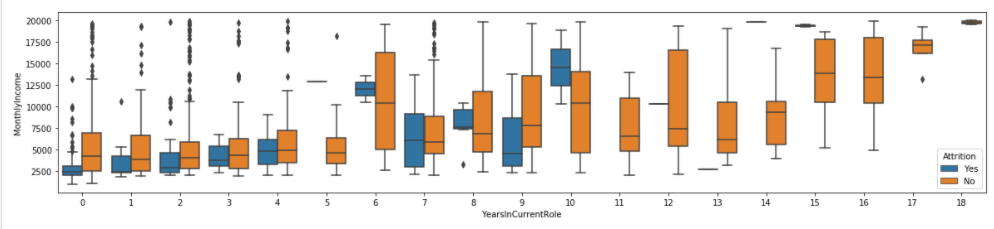 20000
17500
15000
12500
10000
7500
5000
2500
MonthlyIncome
0 1 2 3 4 5 6 7 8 9 10 11 12 13 14 15 16 17 18
YearsInCurrentRole
Attrition
Yes
No